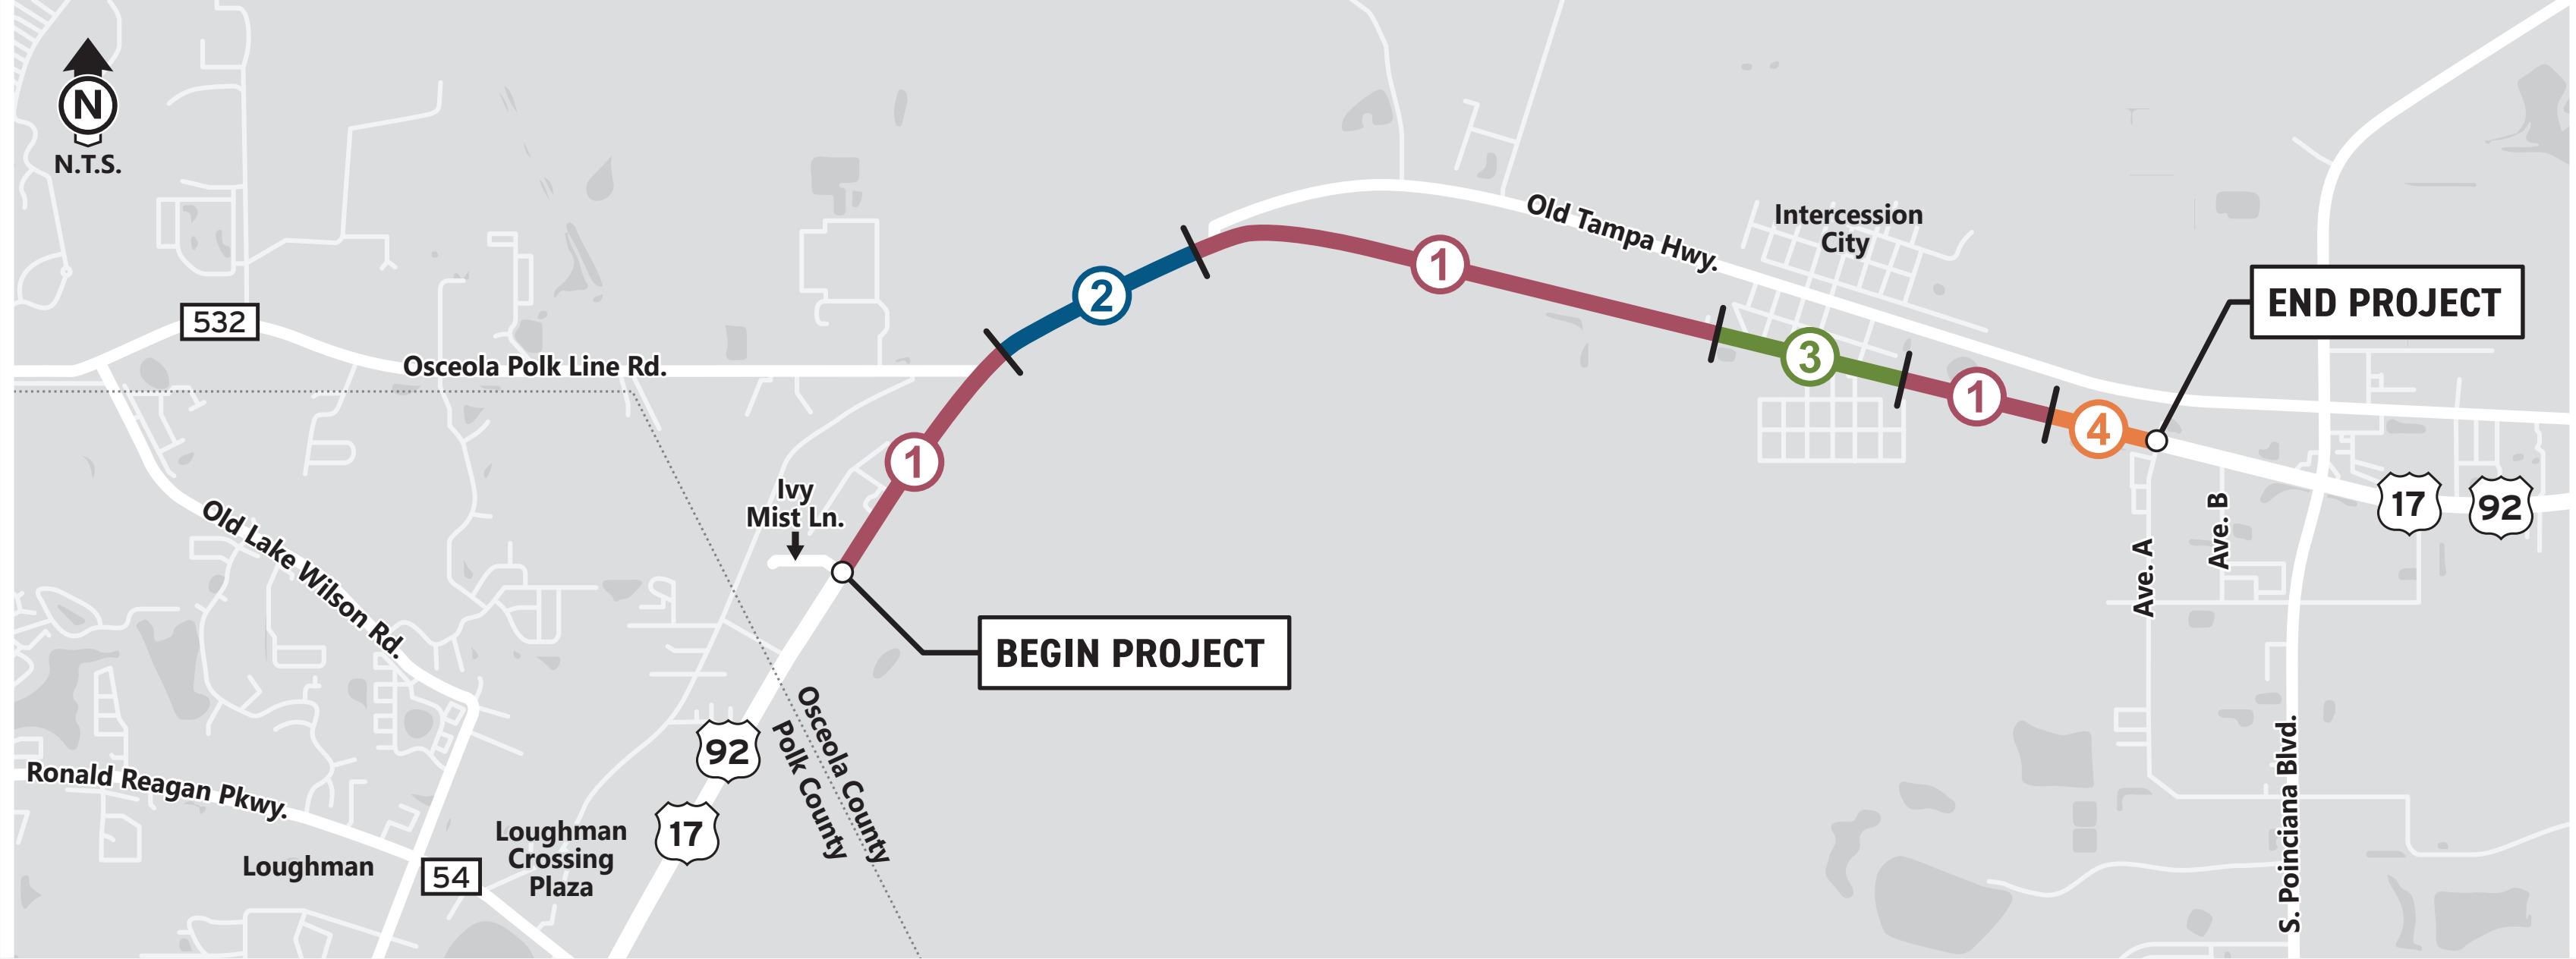 N
N.T.S.
532
Osceola Polk Line Rd.
Old Lake Wilson Rd.
Ronald Reagan Pkwy.
Loughman
54
Loughman
Crossing
Plaza
17
92
Osceola County
Polk County
Ivy
Mist Ln.
BEGIN PROJECT
1
2
1
Old Tampa Hwy.
Intercession
City
3
1
4
END PROJECT
Ave. A
Ave. B
17
92
S. Poinciana Blvd.